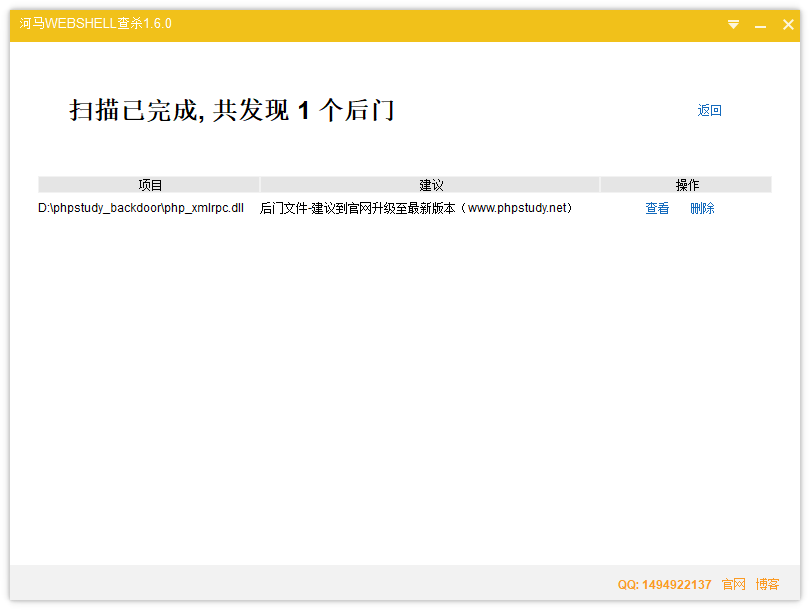 河马WEBSHELL查杀1.6.0
扫描已完成, 共发现 1 个后门
返回
项目 建议 操作
D:\phpstudy_backdoor\php_xmlrpc.dll 后门文件-建议到官网升级至最新版本（www.phpstudy.net） 查看 删除
QQ: 1494922137 官网 博客